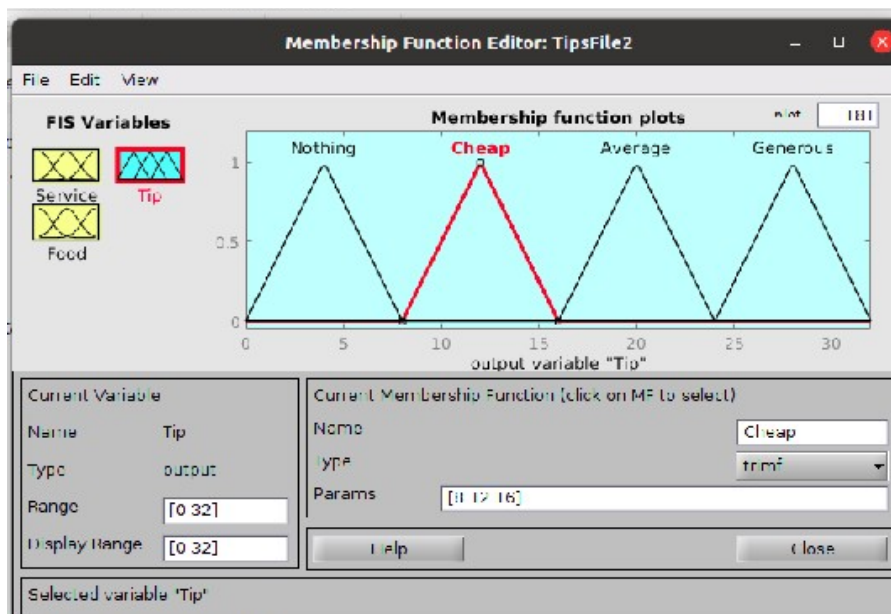 Membership Function Editor: TipsFile2
File Edit View
FIS Variables
Service
Tip
Food
Membership function plots
plot 181
Nothing Cheap Average Generous
1
0.5
0
0 5 10 15 20 25 30
output variable "Tip"
Current Variable
Name Tip
Type output
Range [0 32]
Display Range [0 32]
Current Membership Function (click on MF to select)
Name Cheap
Type trimf
Params [8 12 16]
Help Close
Selected variable "Tip"